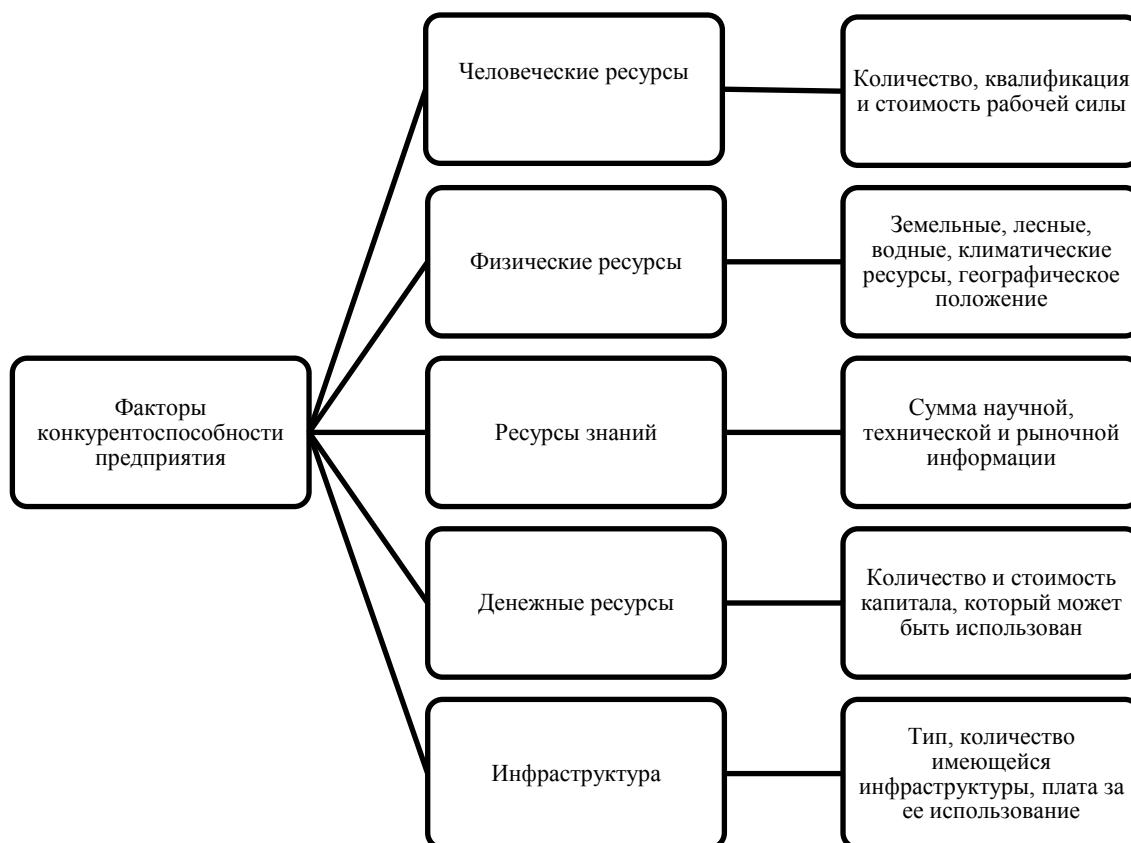 Человеческие ресурсы
Количество, квалификация
и стоимость рабочей силы
Физические ресурсы
Земельные, лесные,
водные, климатические
ресурсы, географическое
положение
Факторы
конкурентоспособности
предприятия
Ресурсы знаний
Сумма научной,
технической и рыночной
информации
Денежные ресурсы
Количество и стоимость
капитала, который может
быть использован
Инфраструктура
Тип, количество
имеющейся
инфраструктуры, плата за
ее использование